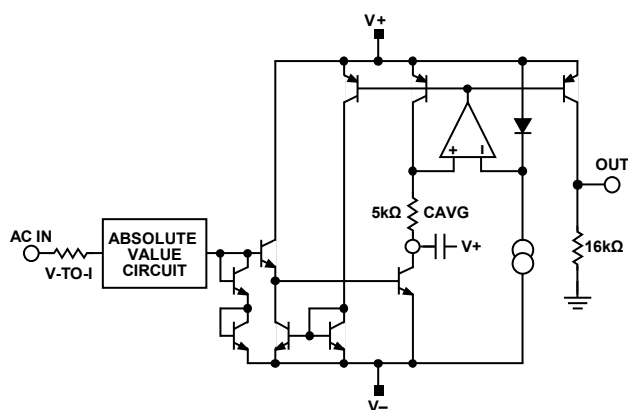 V+
+
–
OUT
5kΩ
CAVG
V+
AC IN
V-TO-I
ABSOLUTE
VALUE
CIRCUIT
16kΩ
V–